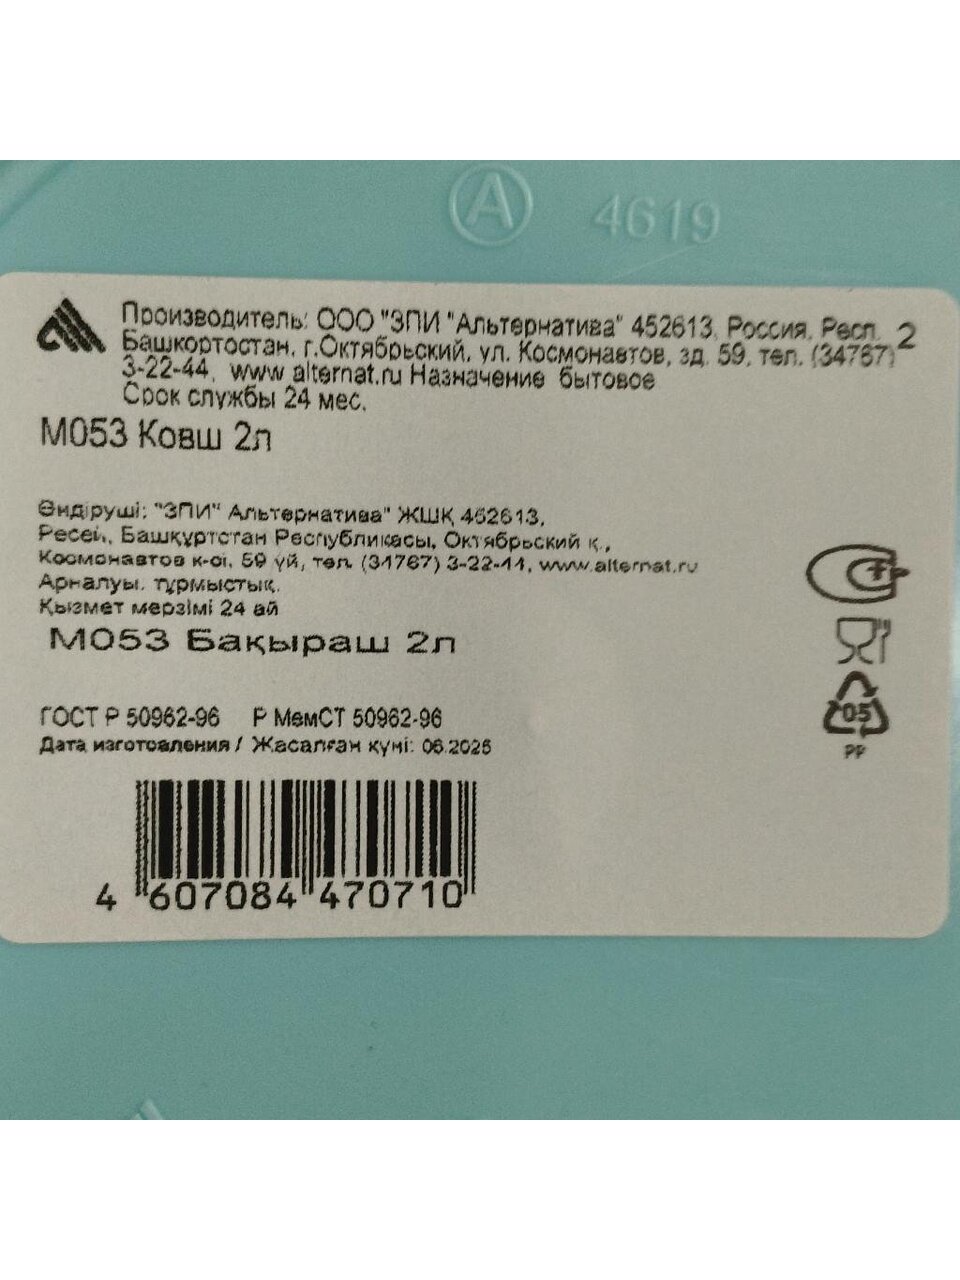 A 4619
Производитель: ООО "ЗПИ "Альтернатива" 452613, Россия, Респ. 2
Башкортостан, г.Октябрьский, ул. Космонавтов, зд. 59, тел. (34767)
3-22-44, www alternat.ru Назначение бытовое
Срок службы 24 мес.
М053 Ковш 2л
Өндіруші: "ЗПИ" Альтернатива" ЖШҚ 462613,
Ресей, Башқұртстан Республикасы, Октябрьский қ.,
Космонавтов к-сі, 59 үй, тел. (34767) 3-22-44, www.alternat.ru
Арналуы: тұрмыстық.
Қызмет мерзімі 24 ай
М053 Бақыраш 2л
ГОСТ Р 50962-96 Р МемСТ 50962-96
Дата изготовления / Жасалған күні: 06.2025
05
PP
4 607084 470710